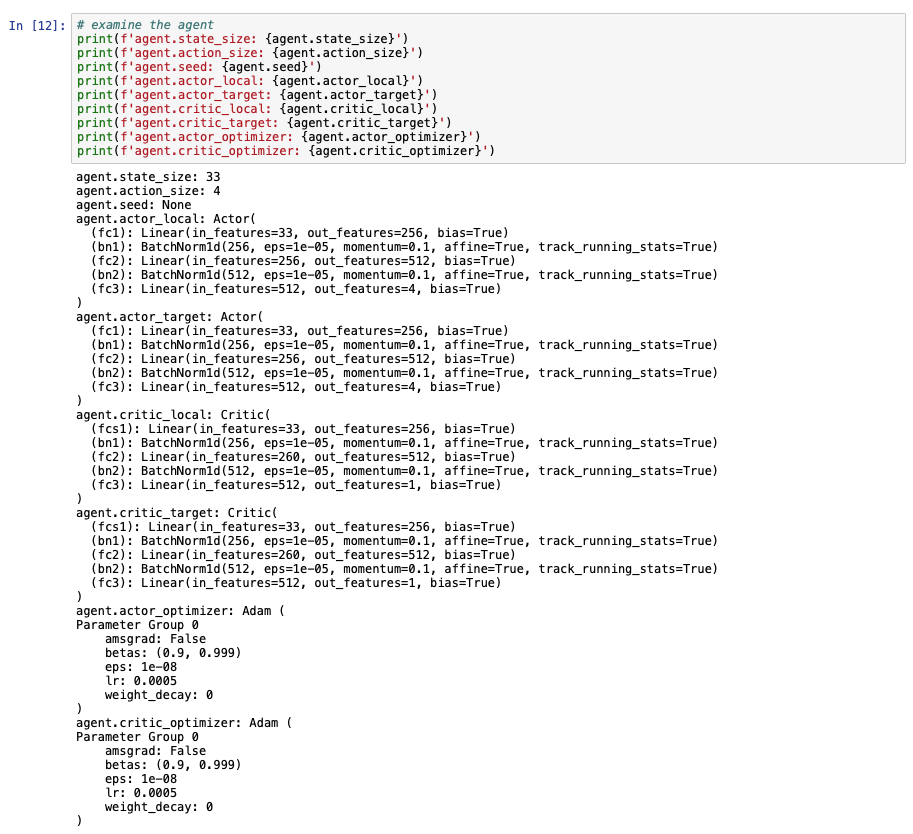 In [12]: # examine the agent
print(f'agent.state_size: {agent.state_size}')
print(f'agent.action_size: {agent.action_size}')
print(f'agent.seed: {agent.seed}')
print(f'agent.actor_local: {agent.actor_local}')
print(f'agent.actor_target: {agent.actor_target}')
print(f'agent.critic_local: {agent.critic_local}')
print(f'agent.critic_target: {agent.critic_target}')
print(f'agent.actor_optimizer: {agent.actor_optimizer}')
print(f'agent.critic_optimizer: {agent.critic_optimizer}')
agent.state_size: 33
agent.action_size: 4
agent.seed: None
agent.actor_local: Actor(
  (fc1): Linear(in_features=33, out_features=256, bias=True)
  (bn1): BatchNorm1d(256, eps=1e-05, momentum=0.1, affine=True, track_running_stats=True)
  (fc2): Linear(in_features=256, out_features=512, bias=True)
  (bn2): BatchNorm1d(512, eps=1e-05, momentum=0.1, affine=True, track_running_stats=True)
  (fc3): Linear(in_features=512, out_features=4, bias=True)
)
agent.actor_target: Actor(
  (fc1): Linear(in_features=33, out_features=256, bias=True)
  (bn1): BatchNorm1d(256, eps=1e-05, momentum=0.1, affine=True, track_running_stats=True)
  (fc2): Linear(in_features=256, out_features=512, bias=True)
  (bn2): BatchNorm1d(512, eps=1e-05, momentum=0.1, affine=True, track_running_stats=True)
  (fc3): Linear(in_features=512, out_features=4, bias=True)
)
agent.critic_local: Critic(
  (fcs1): Linear(in_features=33, out_features=256, bias=True)
  (bn1): BatchNorm1d(256, eps=1e-05, momentum=0.1, affine=True, track_running_stats=True)
  (fc2): Linear(in_features=260, out_features=512, bias=True)
  (bn2): BatchNorm1d(512, eps=1e-05, momentum=0.1, affine=True, track_running_stats=True)
  (fc3): Linear(in_features=512, out_features=1, bias=True)
)
agent.critic_target: Critic(
  (fcs1): Linear(in_features=33, out_features=256, bias=True)
  (bn1): BatchNorm1d(256, eps=1e-05, momentum=0.1, affine=True, track_running_stats=True)
  (fc2): Linear(in_features=260, out_features=512, bias=True)
  (bn2): BatchNorm1d(512, eps=1e-05, momentum=0.1, affine=True, track_running_stats=True)
  (fc3): Linear(in_features=512, out_features=1, bias=True)
)
agent.actor_optimizer: Adam (
Parameter Group 0
    amsgrad: False
    betas: (0.9, 0.999)
    eps: 1e-08
    lr: 0.0005
    weight_decay: 0
)
agent.critic_optimizer: Adam (
Parameter Group 0
    amsgrad: False
    betas: (0.9, 0.999)
    eps: 1e-08
    lr: 0.0005
    weight_decay: 0
)